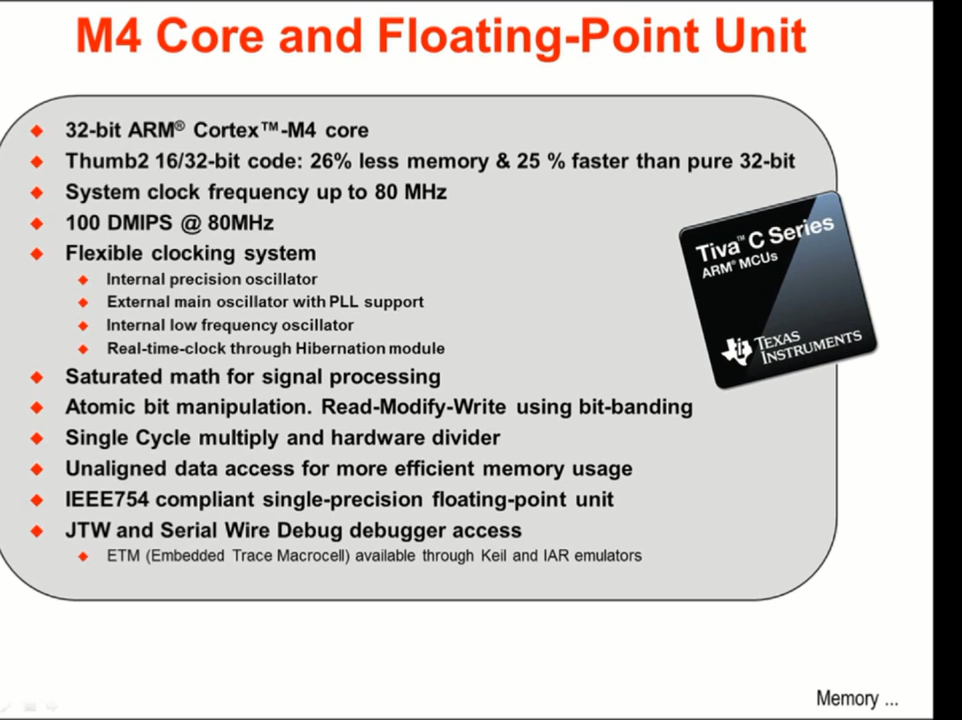 M4 Core and Floating-Point Unit
32-bit ARM® Cortex™-M4 core
Thumb2 16/32-bit code: 26% less memory & 25 % faster than pure 32-bit
System clock frequency up to 80 MHz
100 DMIPS @ 80MHz
Flexible clocking system
Internal precision oscillator
External main oscillator with PLL support
Internal low frequency oscillator
Real-time-clock through Hibernation module
Saturated math for signal processing
Atomic bit manipulation. Read-Modify-Write using bit-banding
Single Cycle multiply and hardware divider
Unaligned data access for more efficient memory usage
IEEE754 compliant single-precision floating-point unit
JTW and Serial Wire Debug debugger access
ETM (Embedded Trace Macrocell) available through Keil and IAR emulators
Tiva™ C Series
ARM® MCUs
TEXAS
INSTRUMENTS
Memory ...